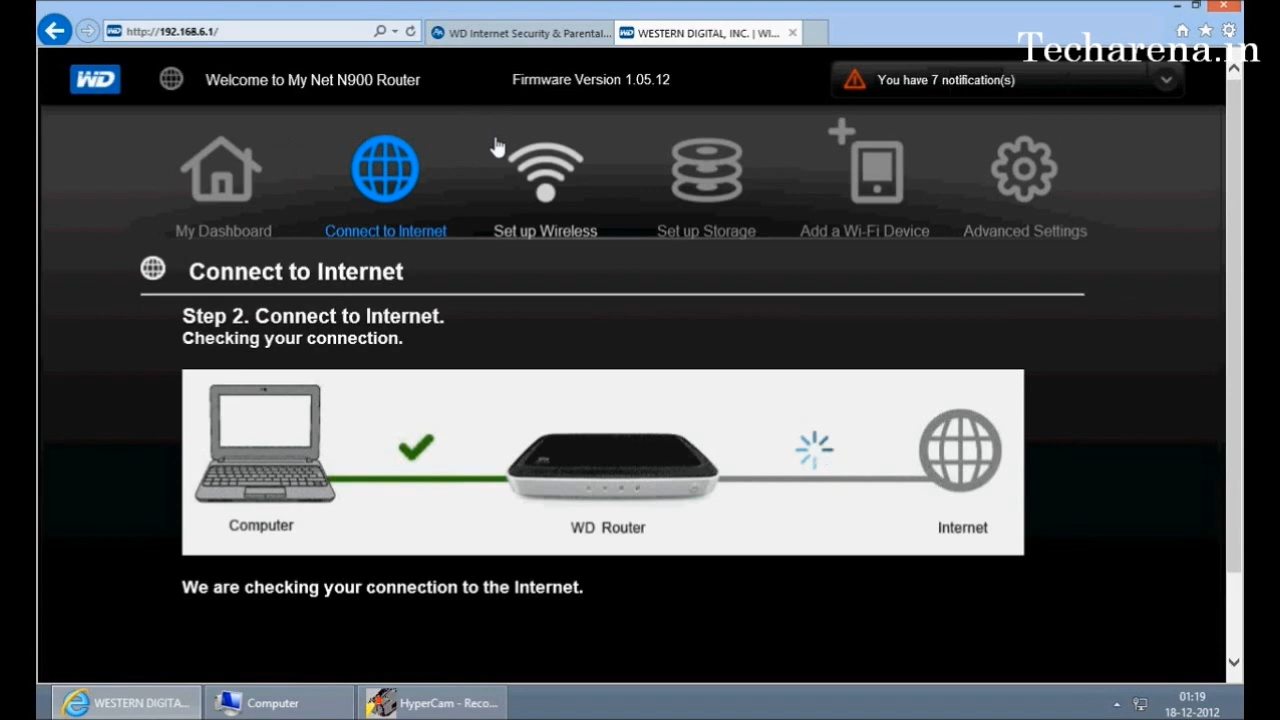 http://192.168.6.1/
WD Internet Security & Parental...
WESTERN DIGITAL, INC. | WI...
Techarena.in
WD
Welcome to My Net N900 Router
Firmware Version 1.05.12
You have 7 notification(s)
My Dashboard
Connect to Internet
Set up Wireless
Set up Storage
Add a Wi-Fi Device
Advanced Settings
Connect to Internet
Step 2. Connect to Internet.
Checking your connection.
Computer
WD Router
Internet
We are checking your connection to the Internet.
WESTERN DIGITA...
Computer
HyperCam - Reco...
01:19
18-12-2012